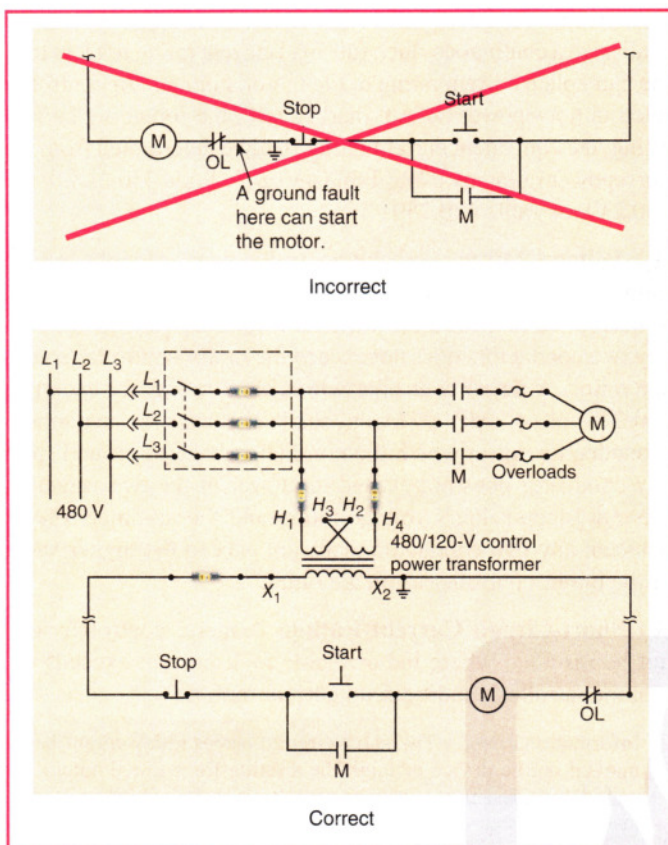 Stop
Start
M
OL
A ground fault
here can start
the motor.
M
Incorrect
L1 L2 L3
L1
L2
L3
M
M
M
Overloads
480 V
H1 H3 H2 H4
480/120-V control
power transformer
X1 X2
Stop
Start
M
OL
M
Correct